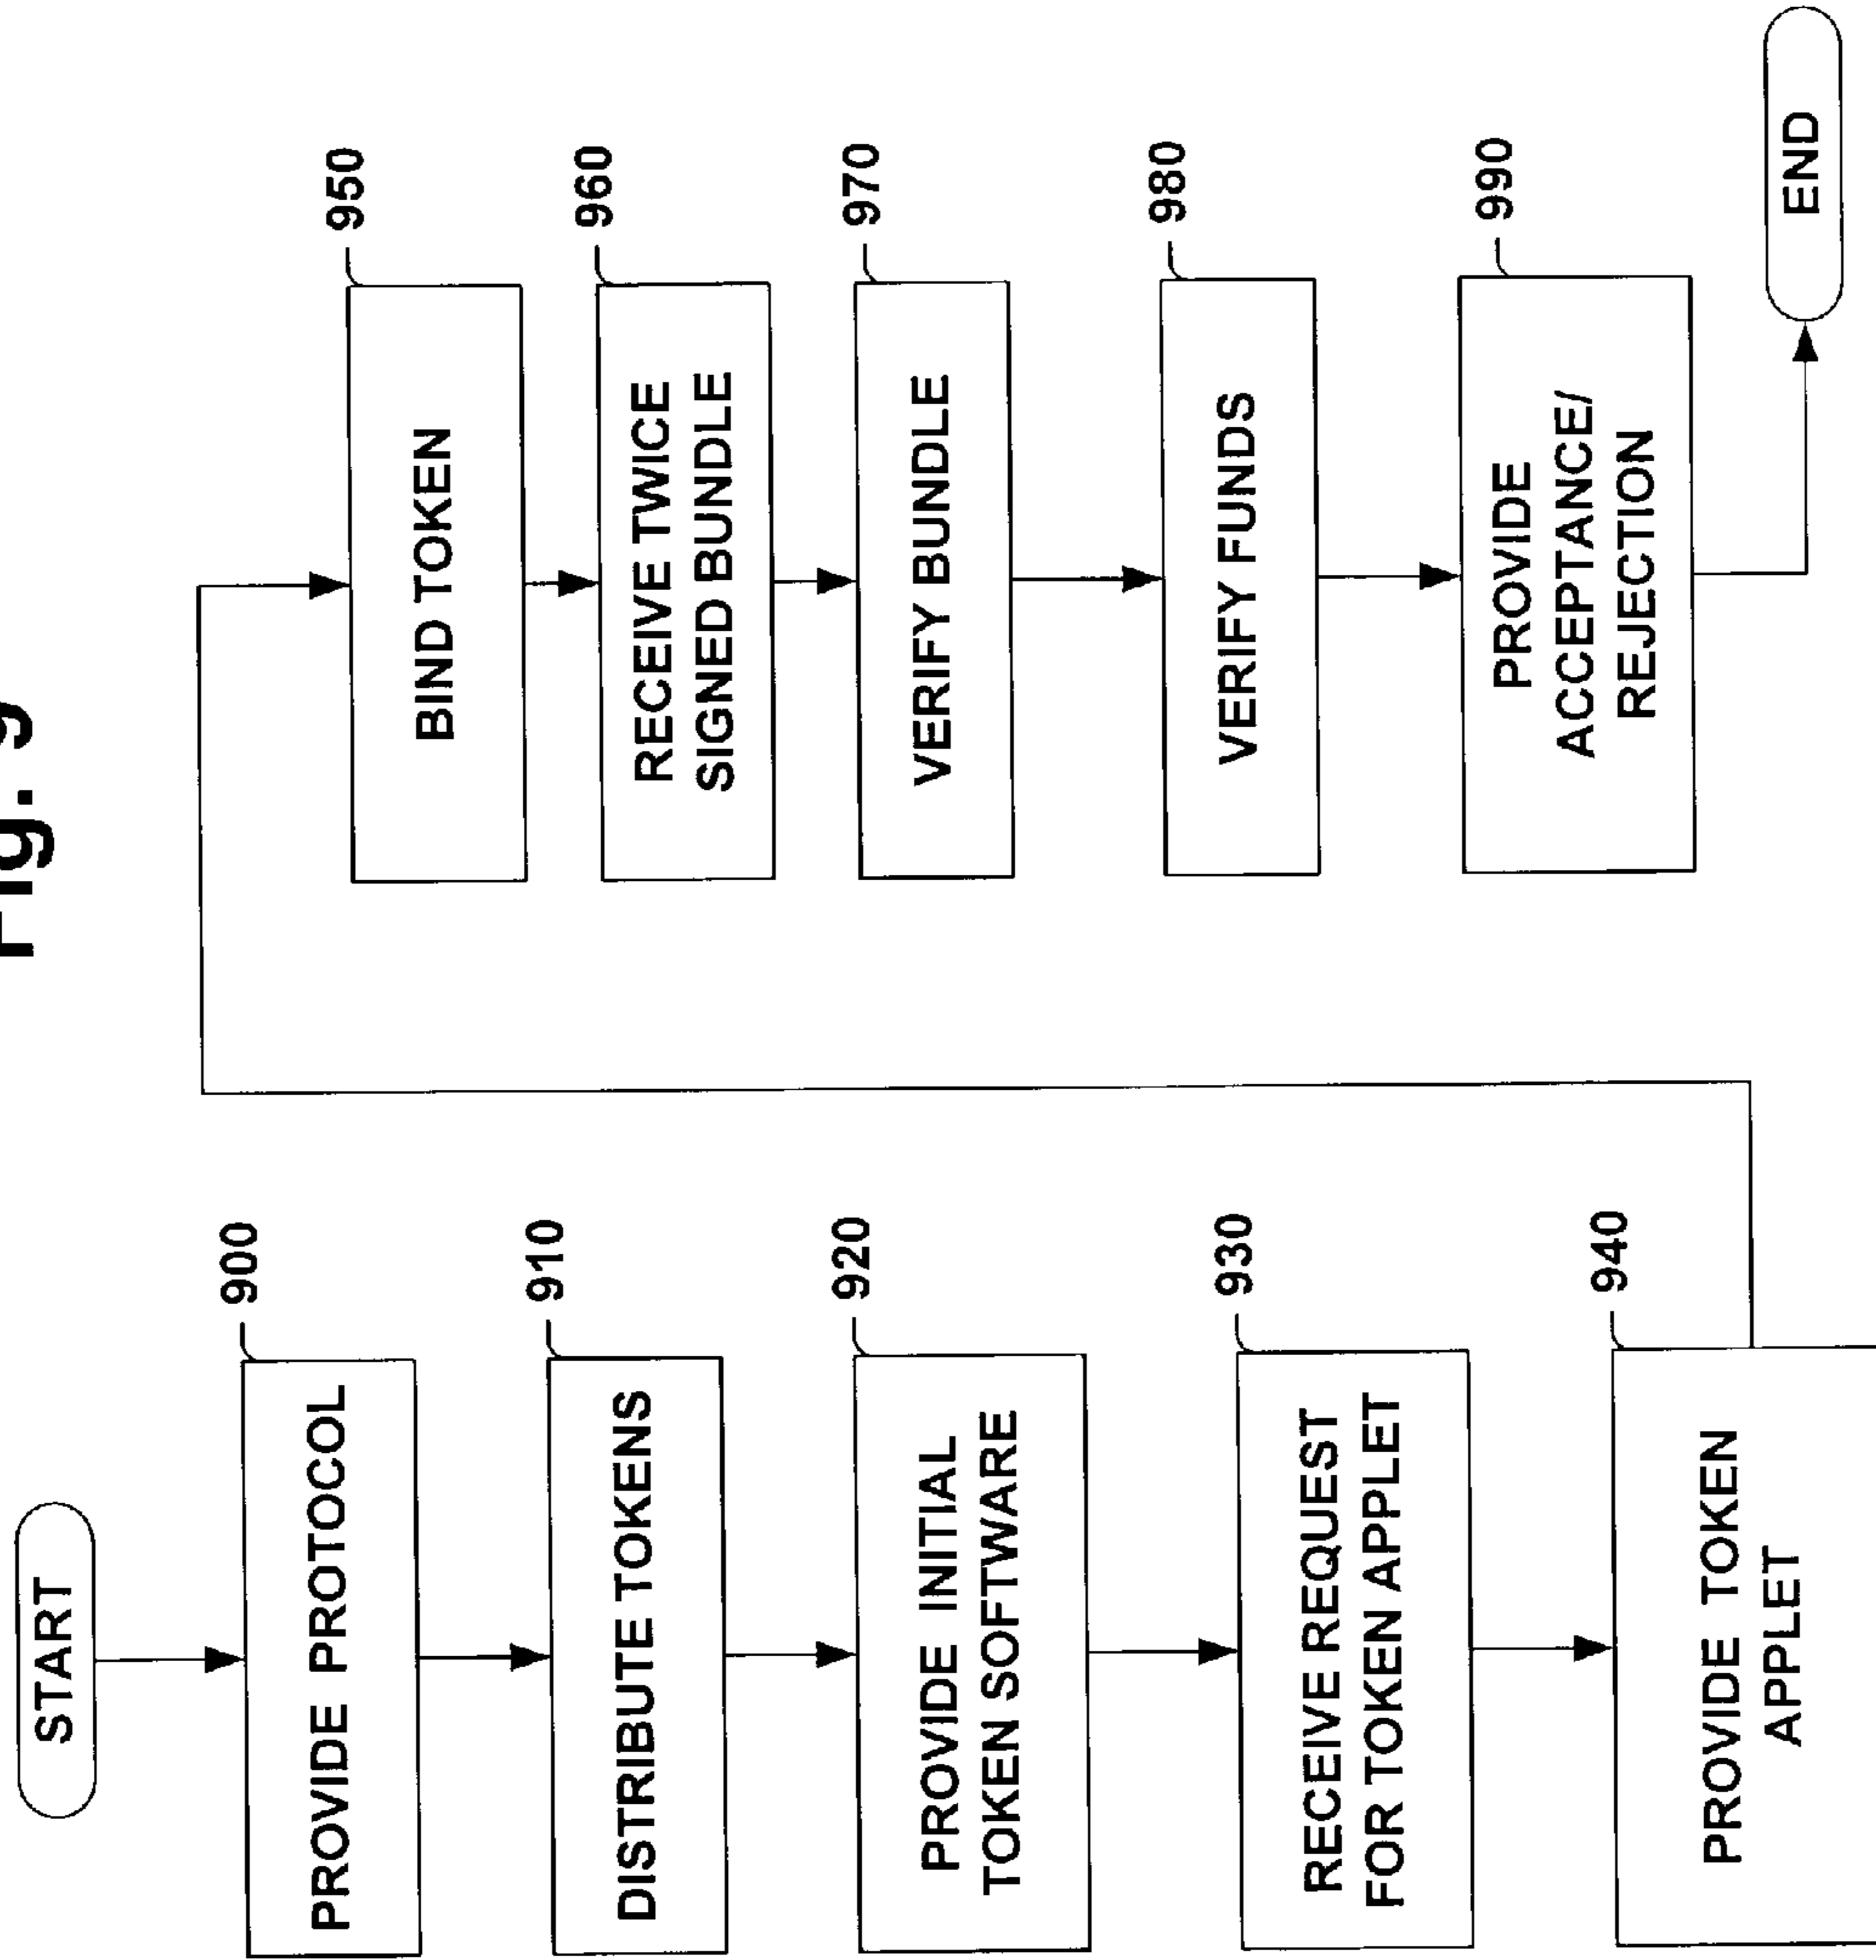 Fig. 9
START
PROVIDE PROTOCOL
900
DISTRIBUTE TOKENS
910
PROVIDE INITIAL
TOKEN SOFTWARE
920
RECEIVE REQUEST
FOR TOKEN APPLET
930
PROVIDE TOKEN
APPLET
940
BIND TOKEN
950
RECEIVE TWICE
SIGNED BUNDLE
960
VERIFY BUNDLE
970
VERIFY FUNDS
980
PROVIDE
ACCEPTANCE/
REJECTION
990
END